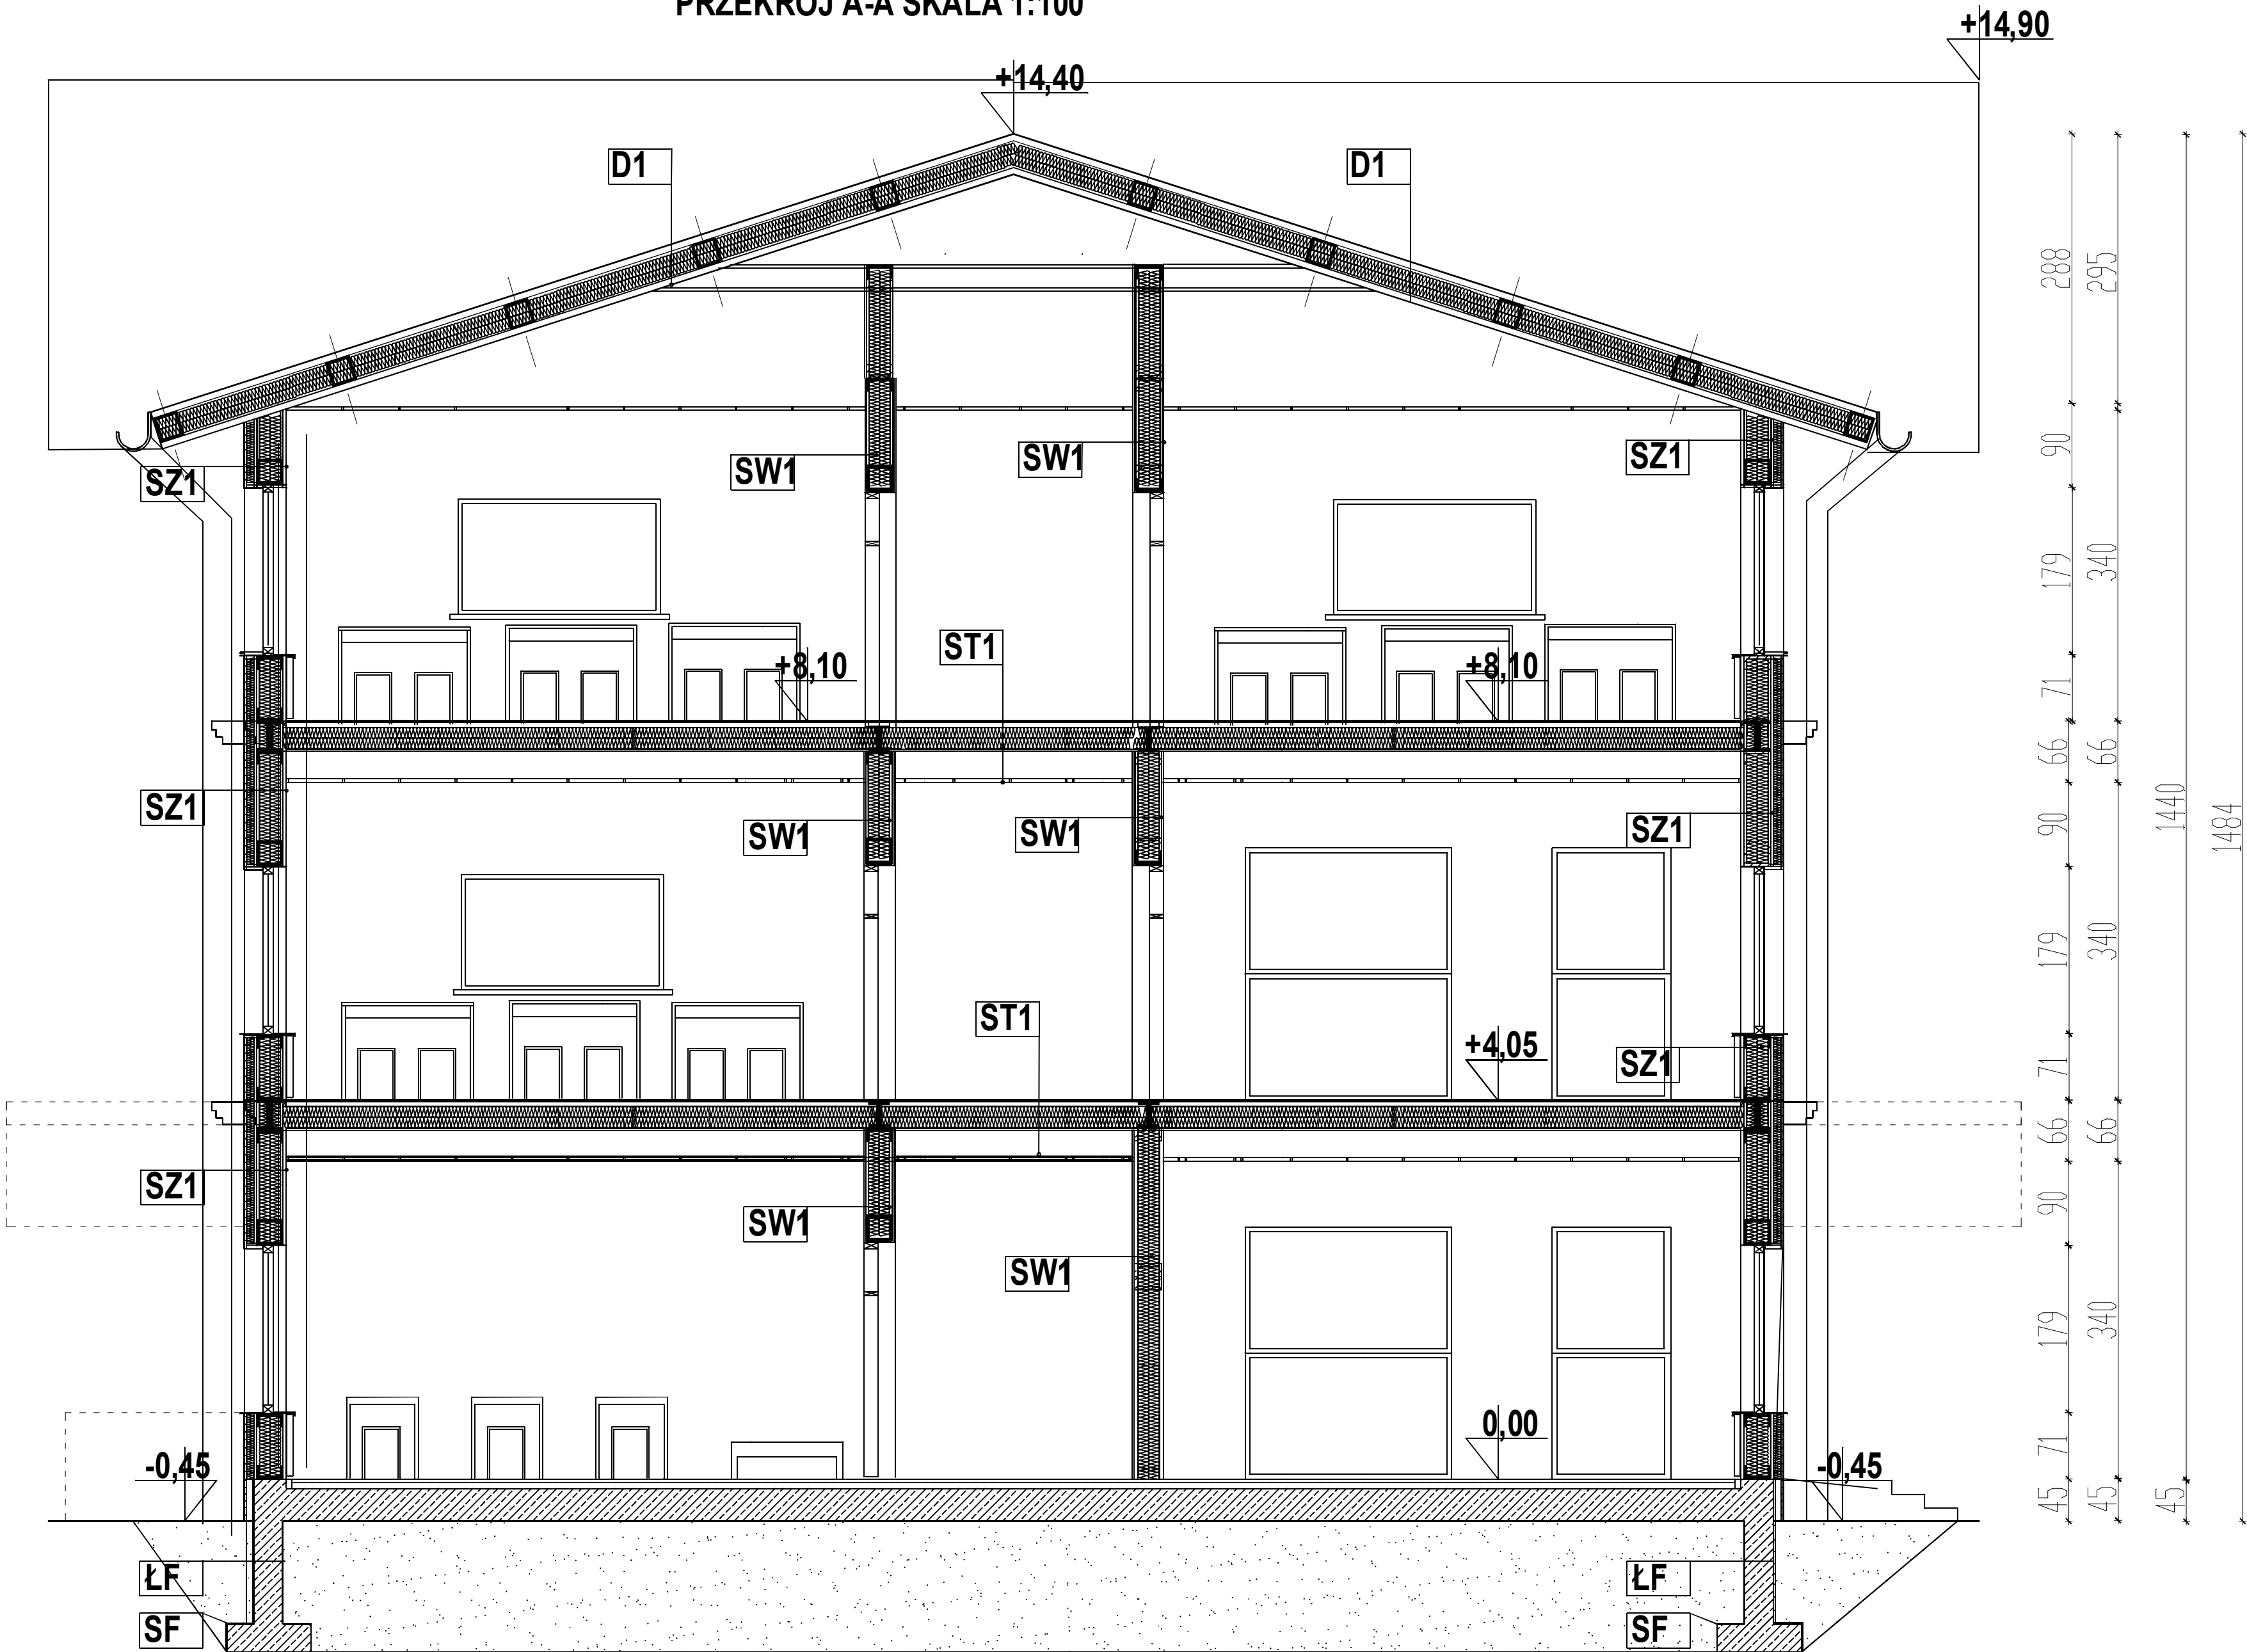 PRZEKRÓJ A-A SKALA 1:100
+14,90
+14,40
D1
D1
288
295
SZ1
SW1
SW1
SZ1
90
179
340
ST1
+8,10
+8,10
71
66
66
SZ1
SW1
SW1
SZ1
90
1440
1484
179
340
ST1
+4,05
SZ1
71
66
66
SZ1
SW1
SW1
90
179
340
0,00
-0,45
-0,45
71
45
45
45
ŁF
ŁF
SF
SF